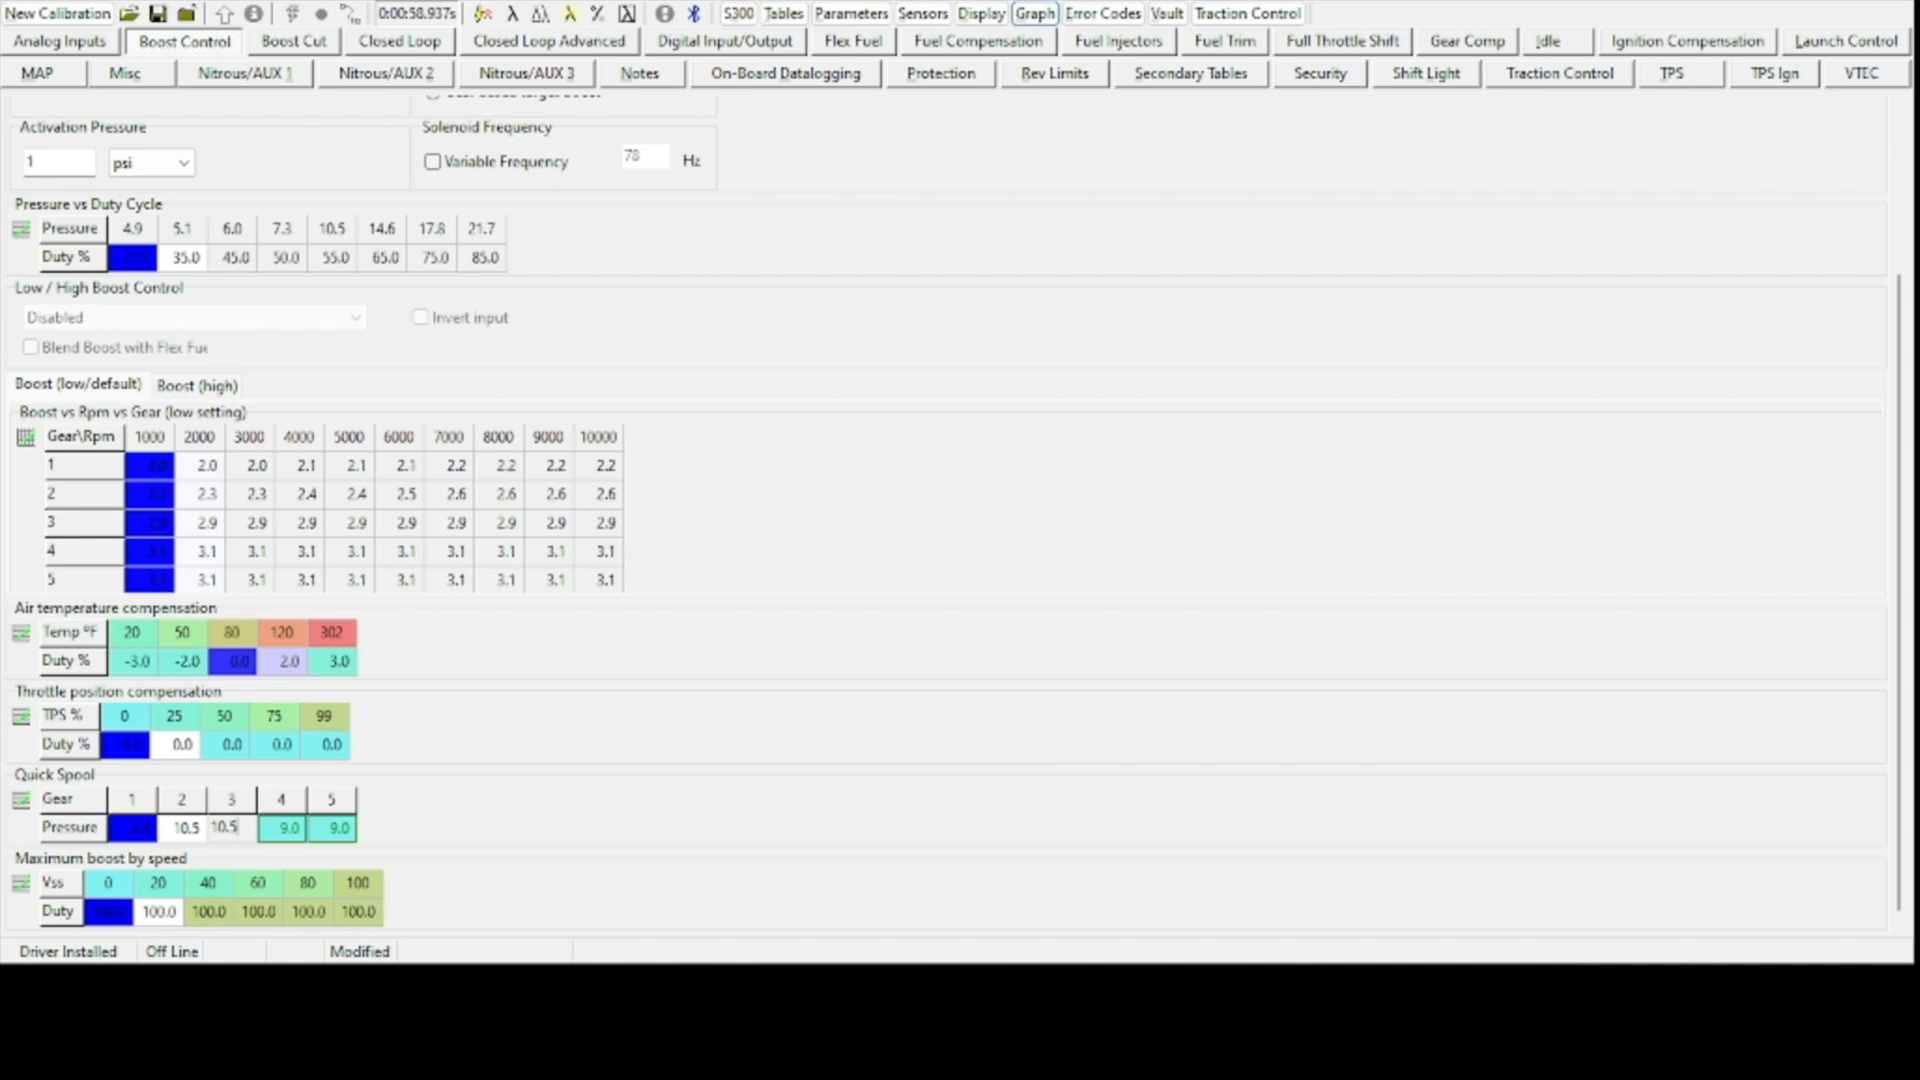 New Calibration 0:00:58.937s S300 Tables Parameters Sensors Display Graph Error Codes Vault Traction Control
Analog Inputs Boost Control Boost Cut Closed Loop Closed Loop Advanced Digital Input/Output Flex Fuel Fuel Compensation Fuel Injectors Fuel Trim Full Throttle Shift Gear Comp Idle Ignition Compensation Launch Control
MAP Misc Nitrous/AUX 1 Nitrous/AUX 2 Nitrous/AUX 3 Notes On-Board Datalogging Protection Rev Limits Secondary Tables Security Shift Light Traction Control TPS TPS Ign VTEC
Activation Pressure Solenoid Frequency
1 psi Variable Frequency 78 Hz
Pressure vs Duty Cycle
Pressure 4.9 5.1 6.0 7.3 10.5 14.6 17.8 21.7
Duty % 35.0 45.0 50.0 55.0 65.0 75.0 85.0
Low / High Boost Control
Disabled Invert input
Blend Boost with Flex
Boost (low/default) Boost (high)
Boost vs Rpm vs Gear (low setting)
Gear\Rpm 1000 2000 3000 4000 5000 6000 7000 8000 9000 10000
1 2.0 2.0 2.0 2.1 2.1 2.1 2.2 2.2 2.2 2.2
2 2.3 2.3 2.4 2.4 2.5 2.6 2.6 2.6 2.6
3 2.9 2.9 2.9 2.9 2.9 2.9 2.9 2.9 2.9 2.9
4 3.1 3.1 3.1 3.1 3.1 3.1 3.1 3.1 3.1
5 3.1 3.1 3.1 3.1 3.1 3.1 3.1 3.1 3.1
Air temperature compensation
Temp °F 20 50 80 120 302
Duty % -3.0 -2.0 0.0 2.0 3.0
Throttle position compensation
TPS % 0 25 50 75 99
Duty % 0.0 0.0 0.0 0.0
Quick Spool
Gear 1 2 3 4 5
Pressure 10.5 10.5 9.0 9.0
Maximum boost by speed
Vss 0 20 40 60 80 100
Duty 100.0 100.0 100.0 100.0 100.0 100.0
Driver Installed Off Line Modified